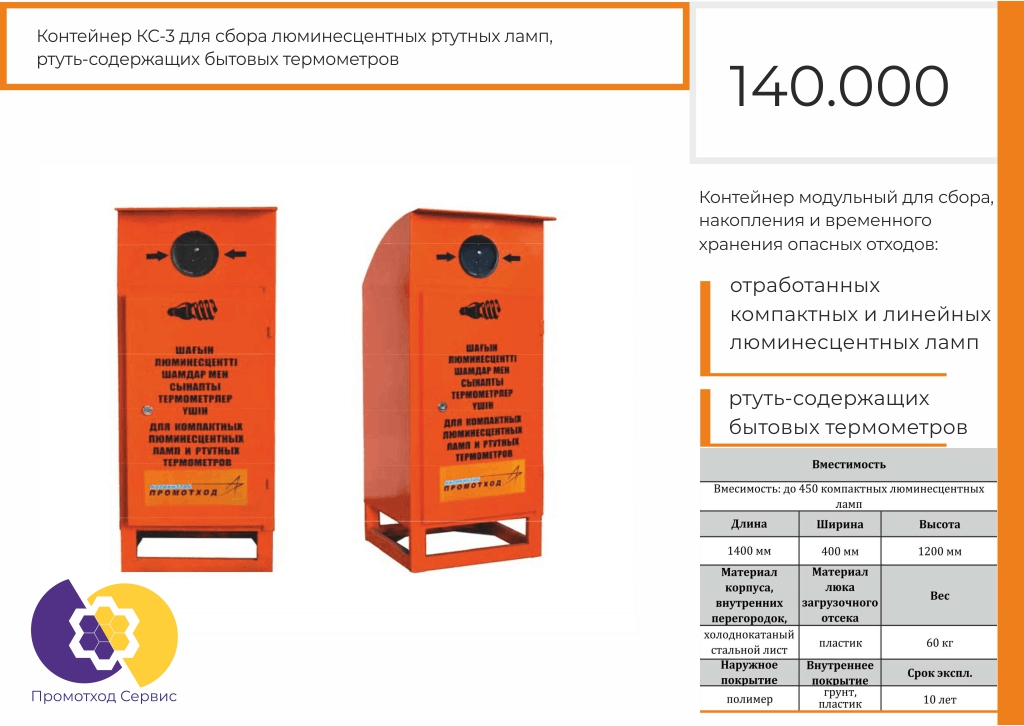 Контейнер КС-3 для сбора люминесцентных ртутных ламп,
ртуть-содержащих бытовых термометров
140.000
Контейнер модульный для сбора,
накопления и временного
хранения опасных отходов:
отработанных
компактных и линейных
люминесцентных ламп
ртуть-содержащих
бытовых термометров
Вместимость
Вмесимость: до 450 компактных люминесцентных
ламп
Длина Ширина Высота
1400 мм 400 мм 1200 мм
Материал
корпуса,
внутренних
перегородок,
Материал
люка
загрузочного
отсека
Вес
холоднокатаный
стальной лист
пластик
60 кг
Наружное
покрытие
Внутреннее
покрытие
Срок экспл.
полимер
грунт,
пластик
10 лет
ШАҒЫН
ЛЮМИНЕСЦЕНТТІ
ШАМДАР МЕН
СЫНАПТЫ
ТЕРМОМЕТРЛЕР
ҮШІН
ДЛЯ КОМПАКТНЫХ
ЛЮМИНЕСЦЕНТНЫХ
ЛАМП И РТУТНЫХ
ТЕРМОМЕТРОВ
ПРОМОТХОД
ШАҒЫН
ЛЮМИНЕСЦЕНТТІ
ШАМДАР МЕН
СЫНАПТЫ
ТЕРМОМЕТРЛЕР
ҮШІН
ДЛЯ КОМПАКТНЫХ
ЛЮМИНЕСЦЕНТНЫХ
ЛАМП И РТУТНЫХ
ТЕРМОМЕТРОВ
ПРОМОТХОД
Промотход Сервис